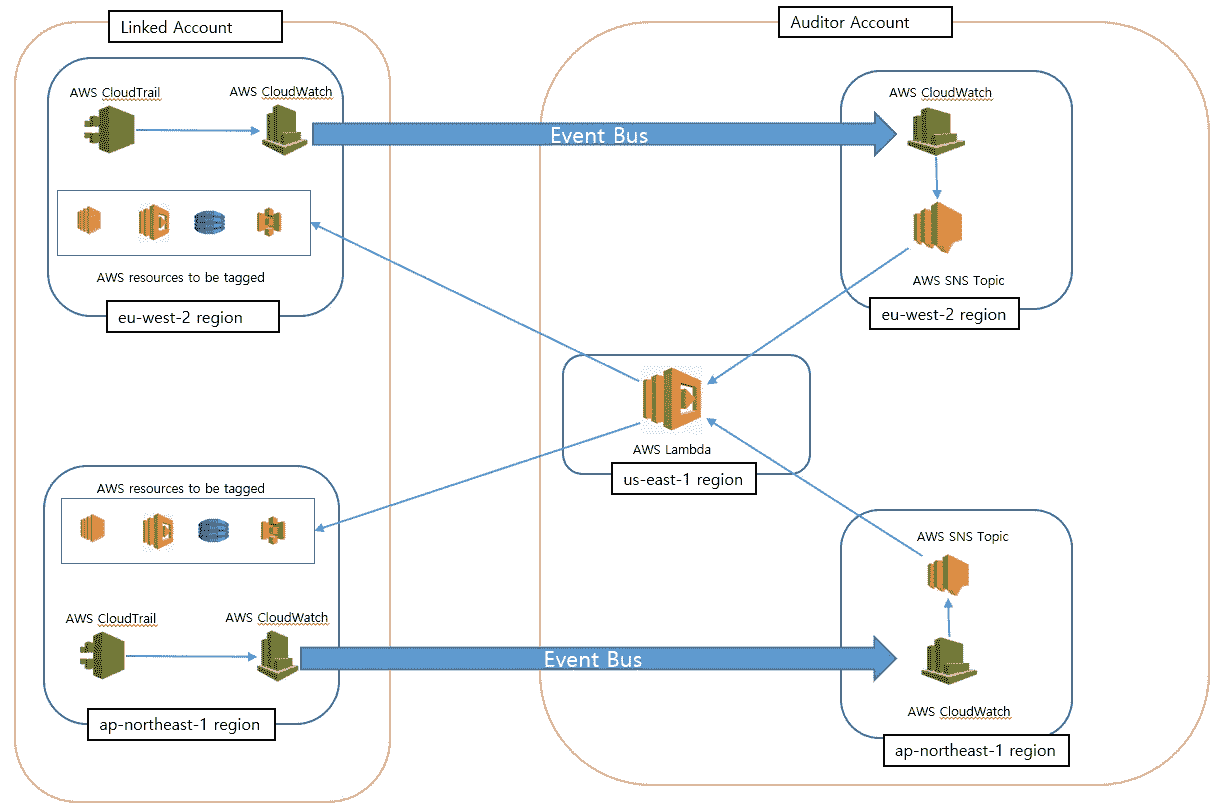 Linked Account
Auditor Account
AWS CloudTrail
AWS CloudWatch
Event Bus
AWS CloudWatch
AWS resources to be tagged
eu-west-2 region
AWS SNS Topic
eu-west-2 region
AWS Lambda
us-east-1 region
AWS resources to be tagged
AWS CloudTrail
AWS CloudWatch
Event Bus
ap-northeast-1 region
AWS SNS Topic
AWS CloudWatch
ap-northeast-1 region